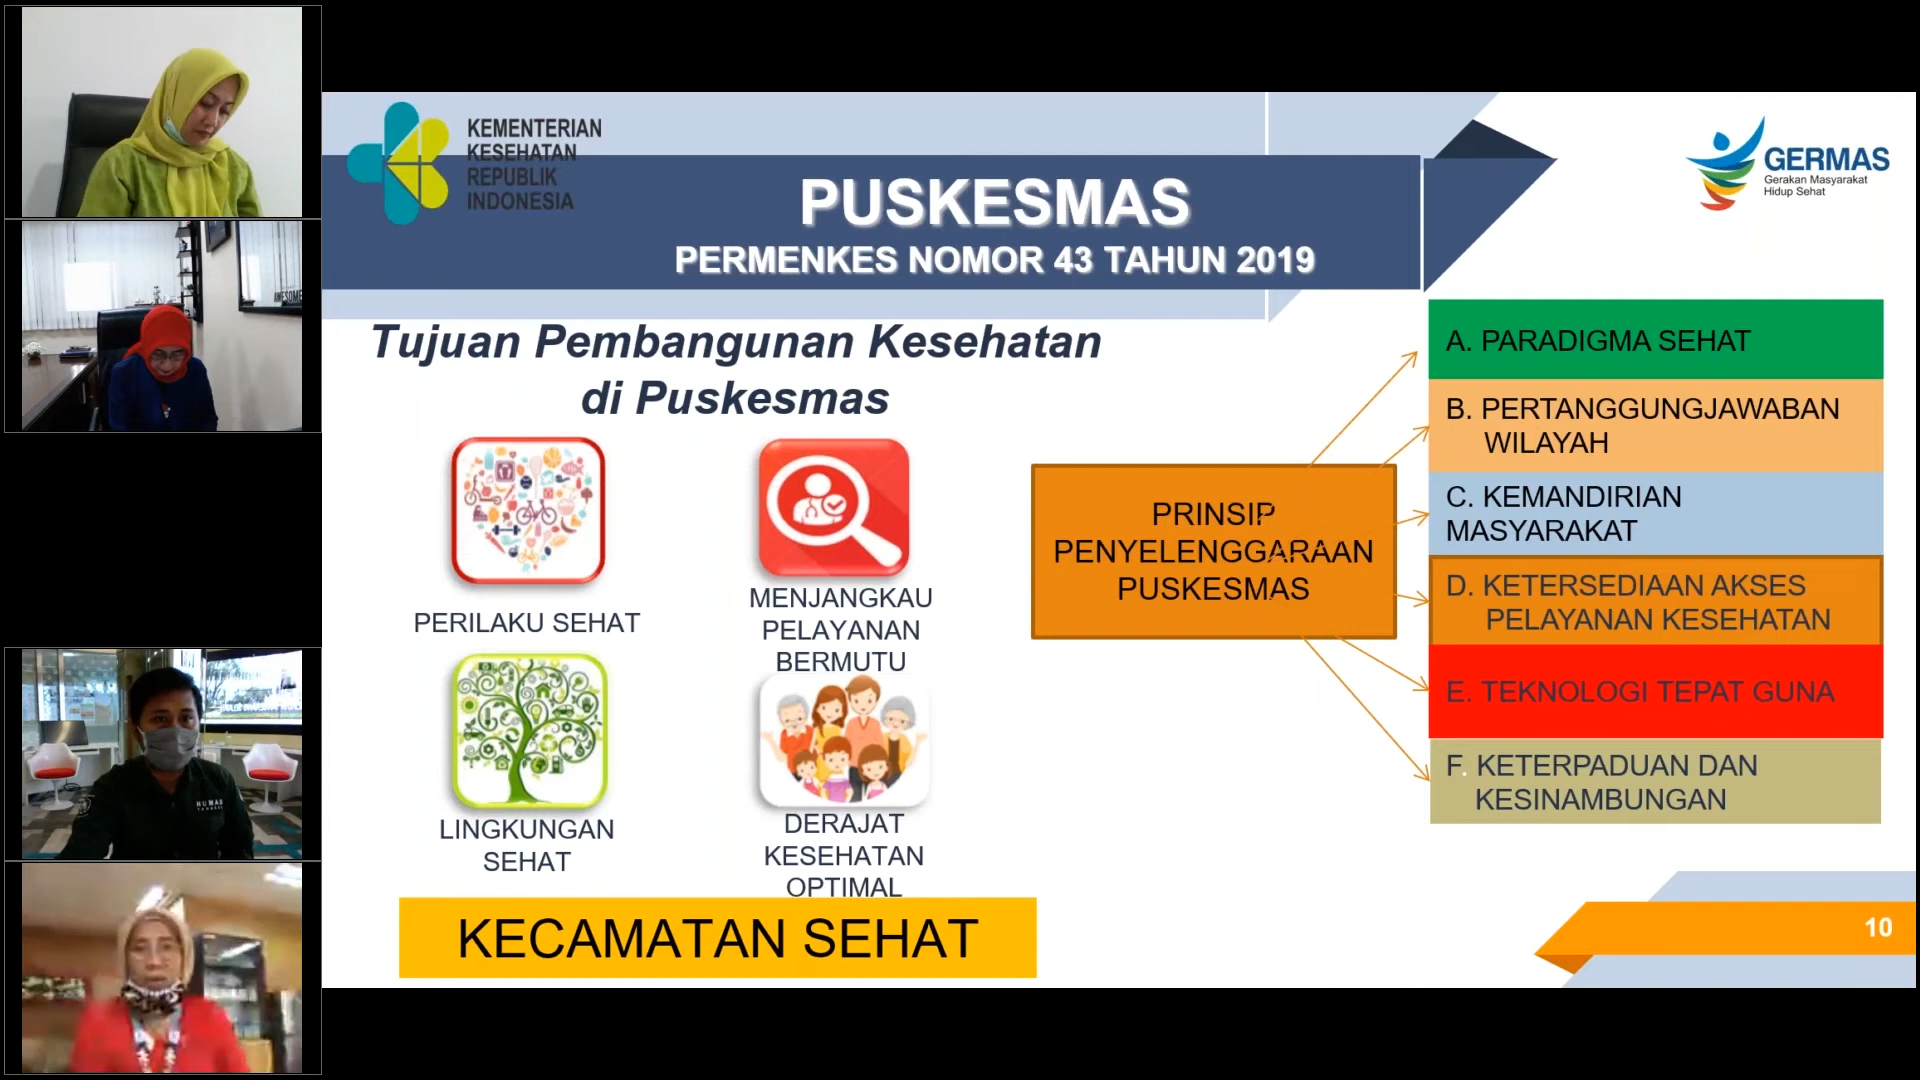 KEMENTERIAN
KESEHATAN
REPUBLIK
INDONESIA
PUSKESMAS
PERMENKES NOMOR 43 TAHUN 2019
GERMAS
Gerakan Masyarakat
Hidup Sehat
Tujuan Pembangunan Kesehatan
di Puskesmas
PERILAKU SEHAT
MENJANGKAU
PELAYANAN
BERMUTU
LINGKUNGAN
SEHAT
DERAJAT
KESEHATAN
OPTIMAL
KECAMATAN SEHAT
PRINSIP
PENYELENGGARAAN
PUSKESMAS
A. PARADIGMA SEHAT
B. PERTANGGUNGJAWABAN
WILAYAH
C. KEMANDIRIAN
MASYARAKAT
D. KETERSEDIAAN AKSES
PELAYANAN KESEHATAN
E. TEKNOLOGI TEPAT GUNA
F. KETERPADUAN DAN
KESINAMBUNGAN
10
AWESOME
HUMAS